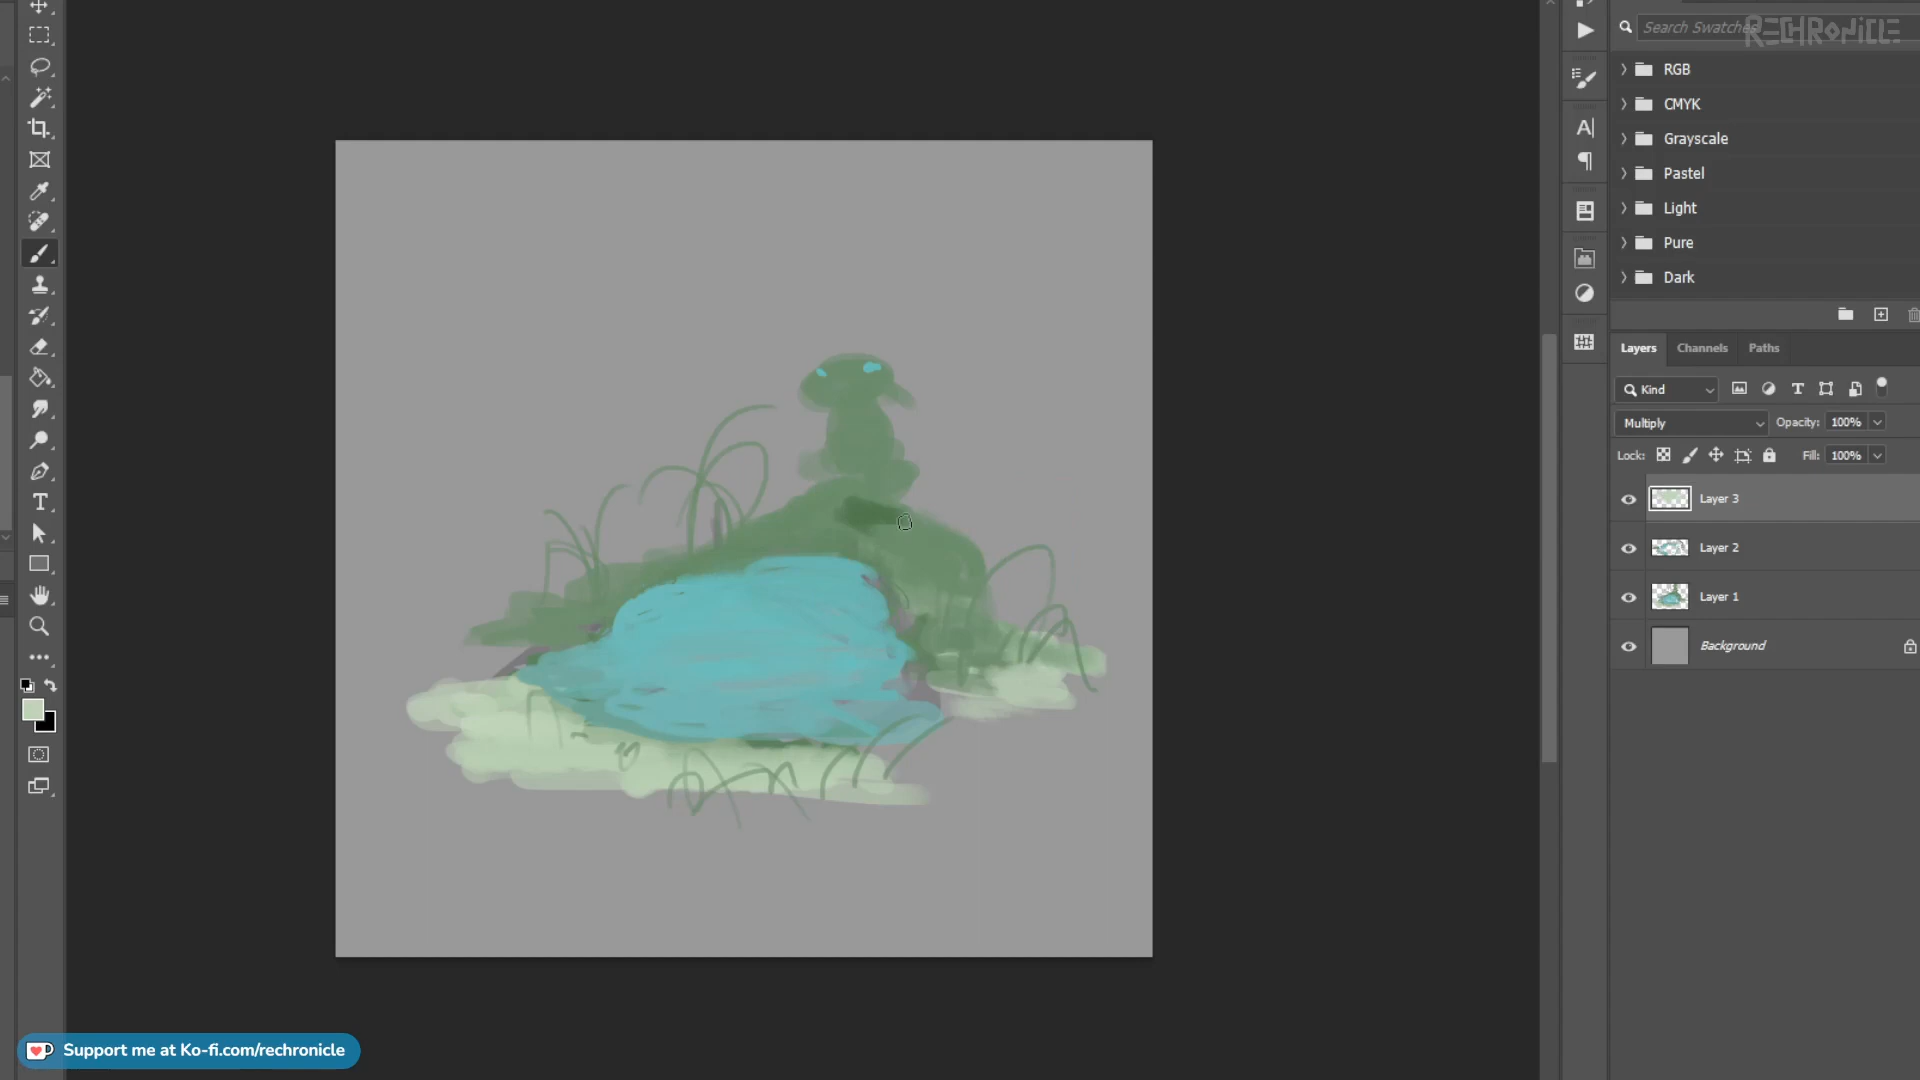 Search Swatches
RECHRONICLE
RGB
CMYK
Grayscale
Pastel
Light
Pure
Dark
Layers Channels Paths
Kind
Multiply Opacity: 100%
Lock: Fill: 100%
Layer 3
Layer 2
Layer 1
Background
Support me at Ko-fi.com/rechronicle